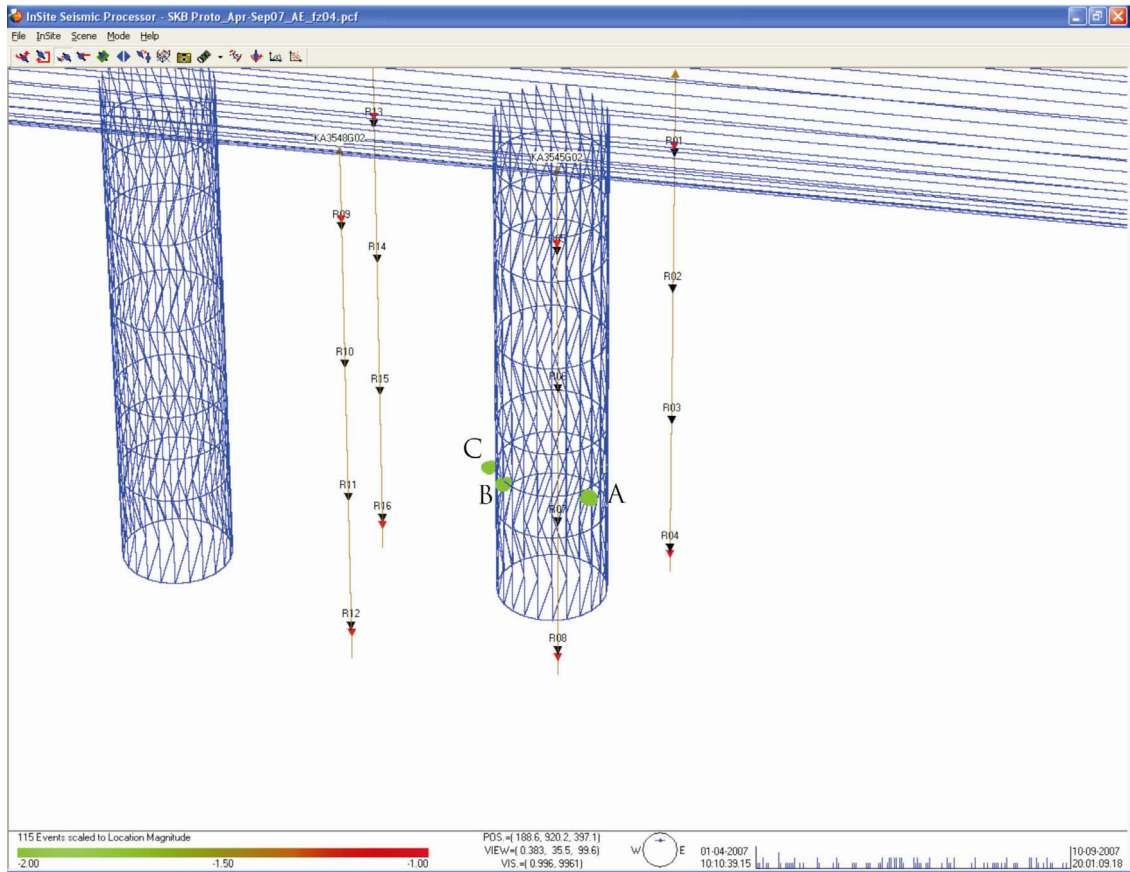 InSite Seismic Processor - SKB Proto_Apr-Sep07_AE_fz04.pcf
File InSite Scene Mode Help
R13
KA3548G02
R01
KA3545G02
R09
R14
R02
R10
R15
R06
R03
C
B
A
R11
R16
R07
R04
R12
R08
115 Events scaled to Location Magnitude
-2.00 -1.50 -1.00
POS.=( 188.6, 920.2, 397.1)
VIEW=( 0.383, 35.5, 99.6)
VIS.=( 0.996, 9961)
W E
01-04-2007
10:10:39.15
10-09-2007
20:01:09.18